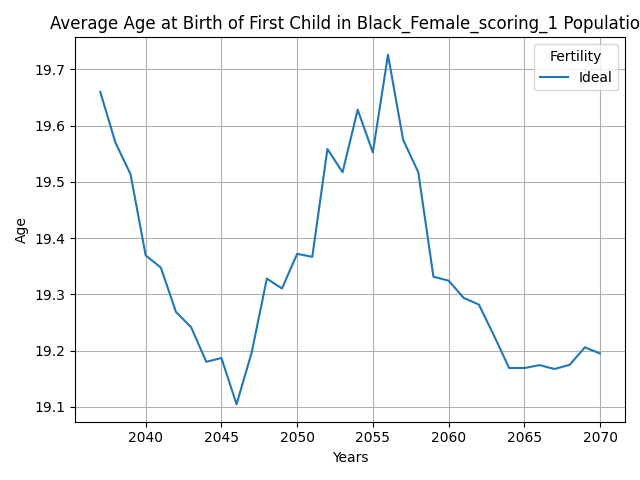 Average Age at Birth of First Child in Black_Female_scoring_1 Populatio
Fertility
Ideal
Age
19.7
19.6
19.5
19.4
19.3
19.2
19.1
2040 2045 2050 2055 2060 2065 2070
Years